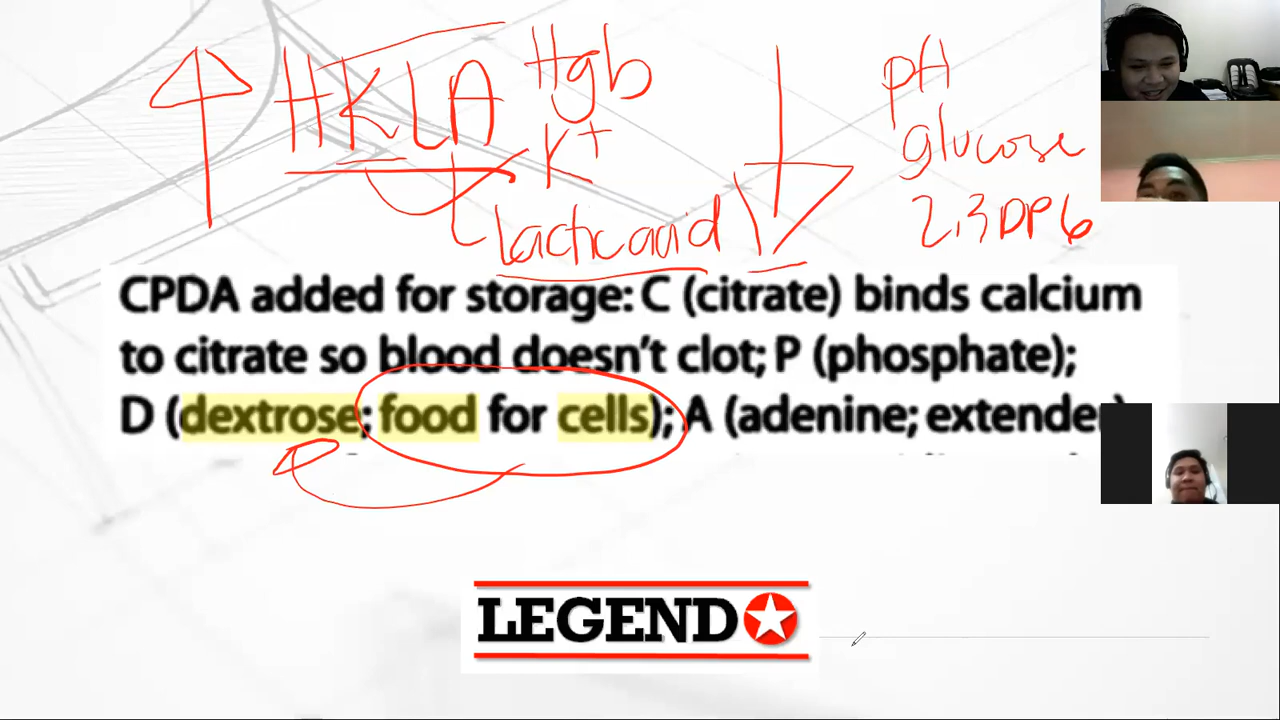 HKLA
Hgb
K+
lactic acid
pH
glucose
2,3 DPG
CPDA added for storage: C (citrate) binds calcium
to citrate so blood doesn't clot; P (phosphate);
D (dextrose; food for cells); A (adenine; extender)
LEGEND